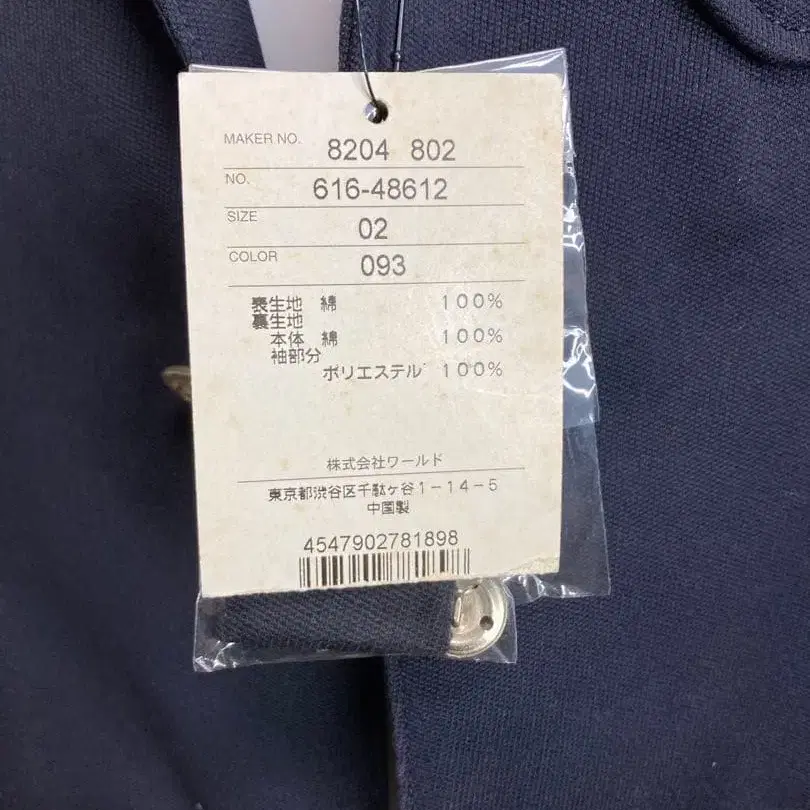 MAKER NO. 8204 802
NO. 616-48612
SIZE 02
COLOR 093
表生地 綿 100%
裏生地
本体 綿 100%
袖部分
ポリエステル 100%
株式会社ワールド
東京都渋谷区千駄ヶ谷1-14-5
中国製
4547902781898